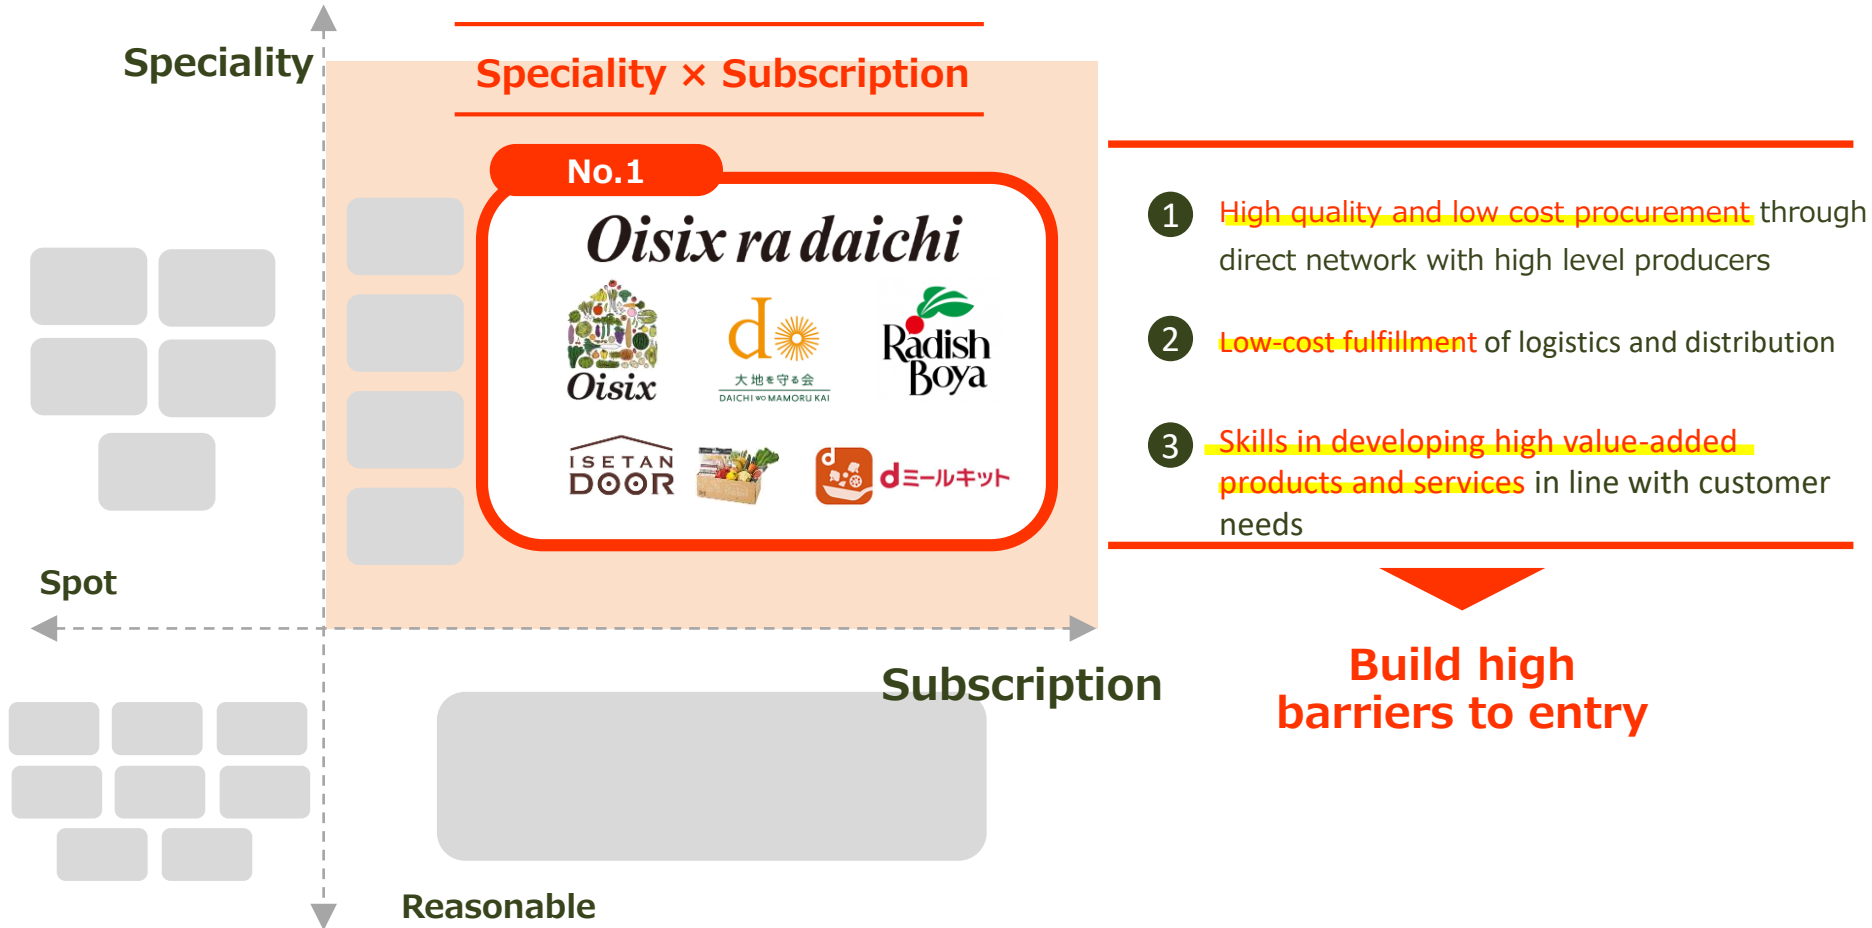 Speciality
Speciality × Subscription
No.1
Oisix ra daichi
Oisix
d
大地を守る会
DAICHI WO MAMORU KAI
Radish
Boya
ISETAN
DOOR
d
dミールキット
Spot
Subscription
Reasonable
1 High quality and low cost procurement through
direct network with high level producers
2 Low-cost fulfillment of logistics and distribution
3 Skills in developing high value-added
products and services in line with customer
needs
Build high
barriers to entry